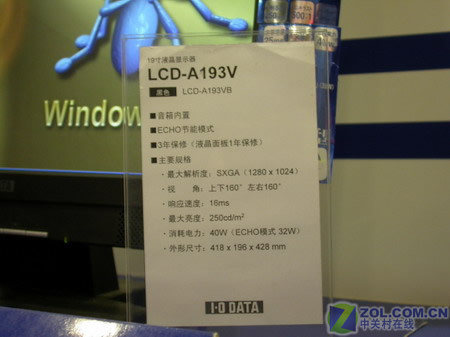 19寸液晶显示器
LCD-A193V
黑色 LCD-A193VB
■音箱内置
■ECHO节能模式
■3年保修（液晶面板1年保修）
■主要规格
・最大解析度：SXGA（1280 x 1024）
・视 角：上下160° 左右160°
・响应速度：16ms
・最大亮度：250cd/m²
・消耗电力：40W（ECHO模式 32W）
・外形尺寸：418 x 196 x 428 mm
I-O DATA
Window
ZOL.COM.CN
中关村在线